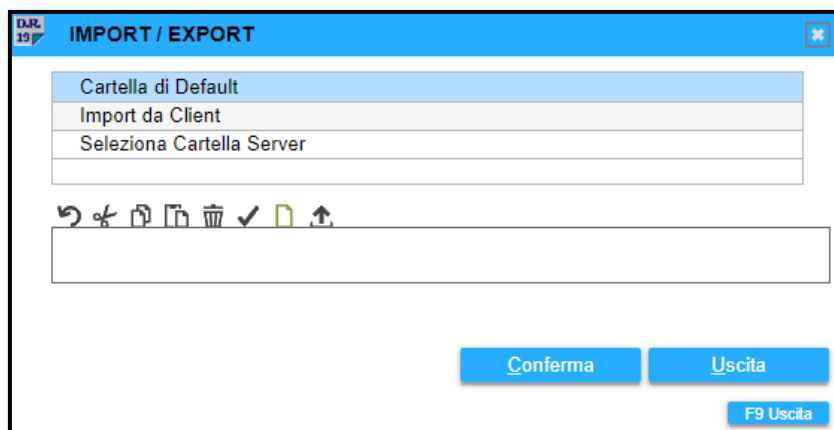 D.R.
19
IMPORT / EXPORT
Cartella di Default
Import da Client
Seleziona Cartella Server
Conferma
Uscita
F9 Uscita